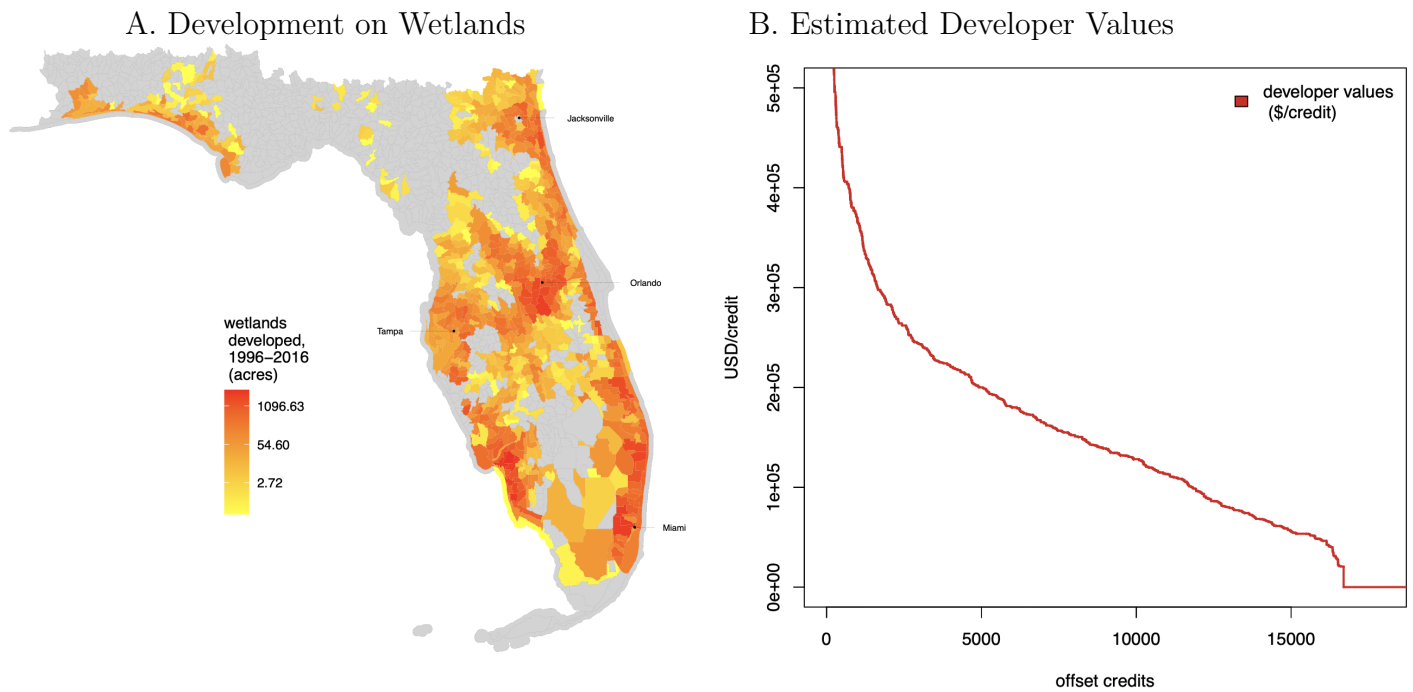 A. Development on Wetlands
Jacksonville
Orlando
Tampa
Miami
wetlands
developed,
1996−2016
(acres)
1096.63
54.60
2.72
B. Estimated Developer Values
developer values
($/credit)
USD/credit
5e+05
4e+05
3e+05
2e+05
1e+05
0e+00
0
5000
10000
15000
offset credits